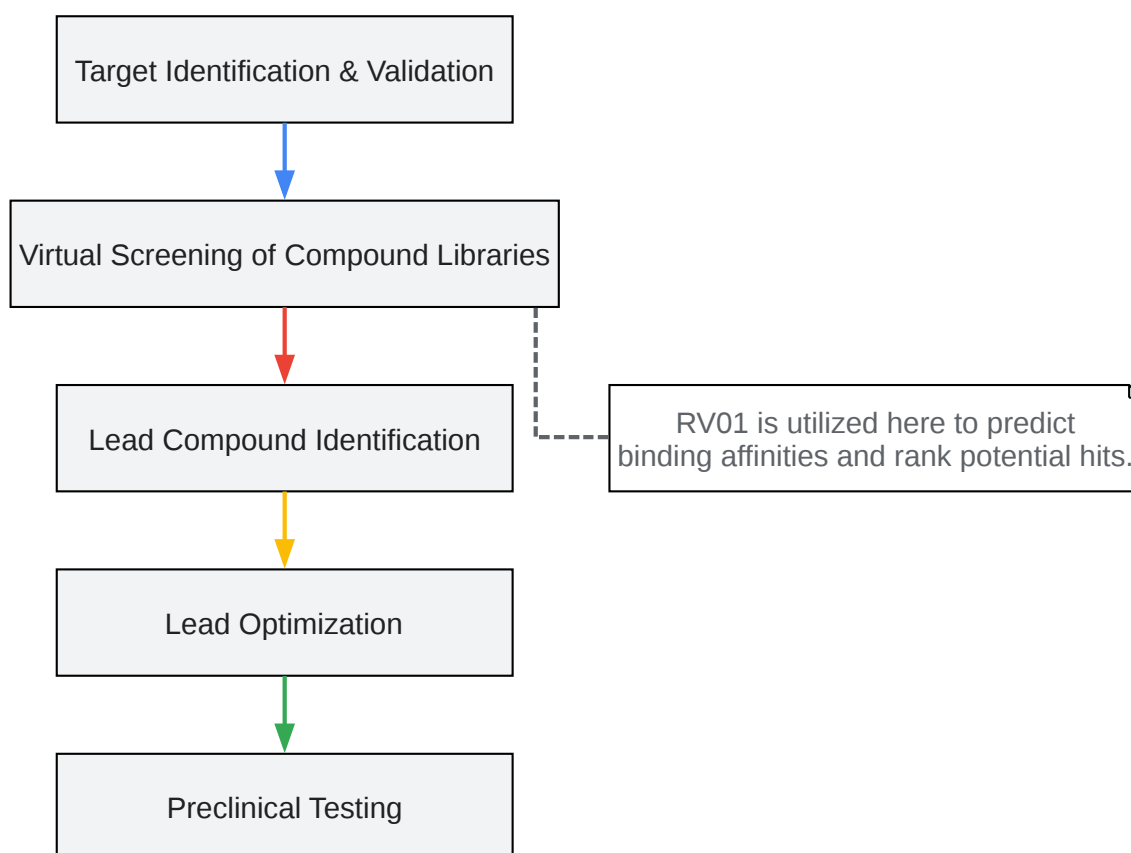 Target Identification & Validation
Virtual Screening of Compound Libraries
Lead Compound Identification
RV01 is utilized here to predict
binding affinities and rank potential hits.
Lead Optimization
Preclinical Testing